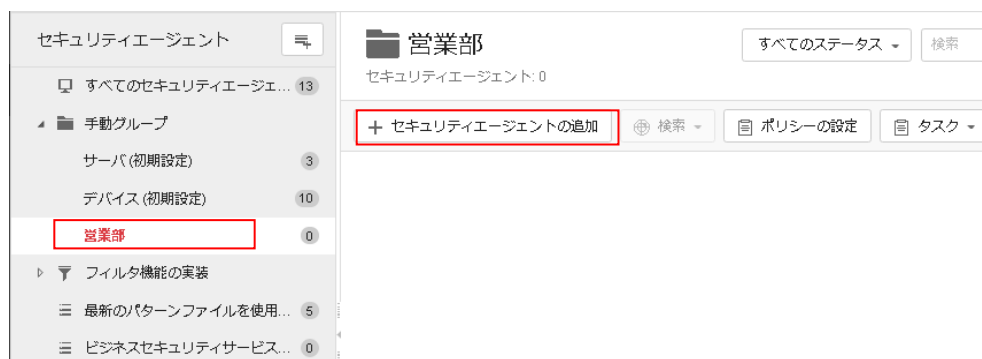 セキュリティエージェント
すべてのセキュリティエージェ... 13
手動グループ
サーバ (初期設定) 3
デバイス (初期設定) 10
営業部 0
フィルタ機能の実装
最新のパターンファイルを使用... 5
ビジネスセキュリティサービス... 0
営業部
すべてのステータス
検索
セキュリティエージェント: 0
+ セキュリティエージェントの追加
検索
ポリシーの設定
タスク